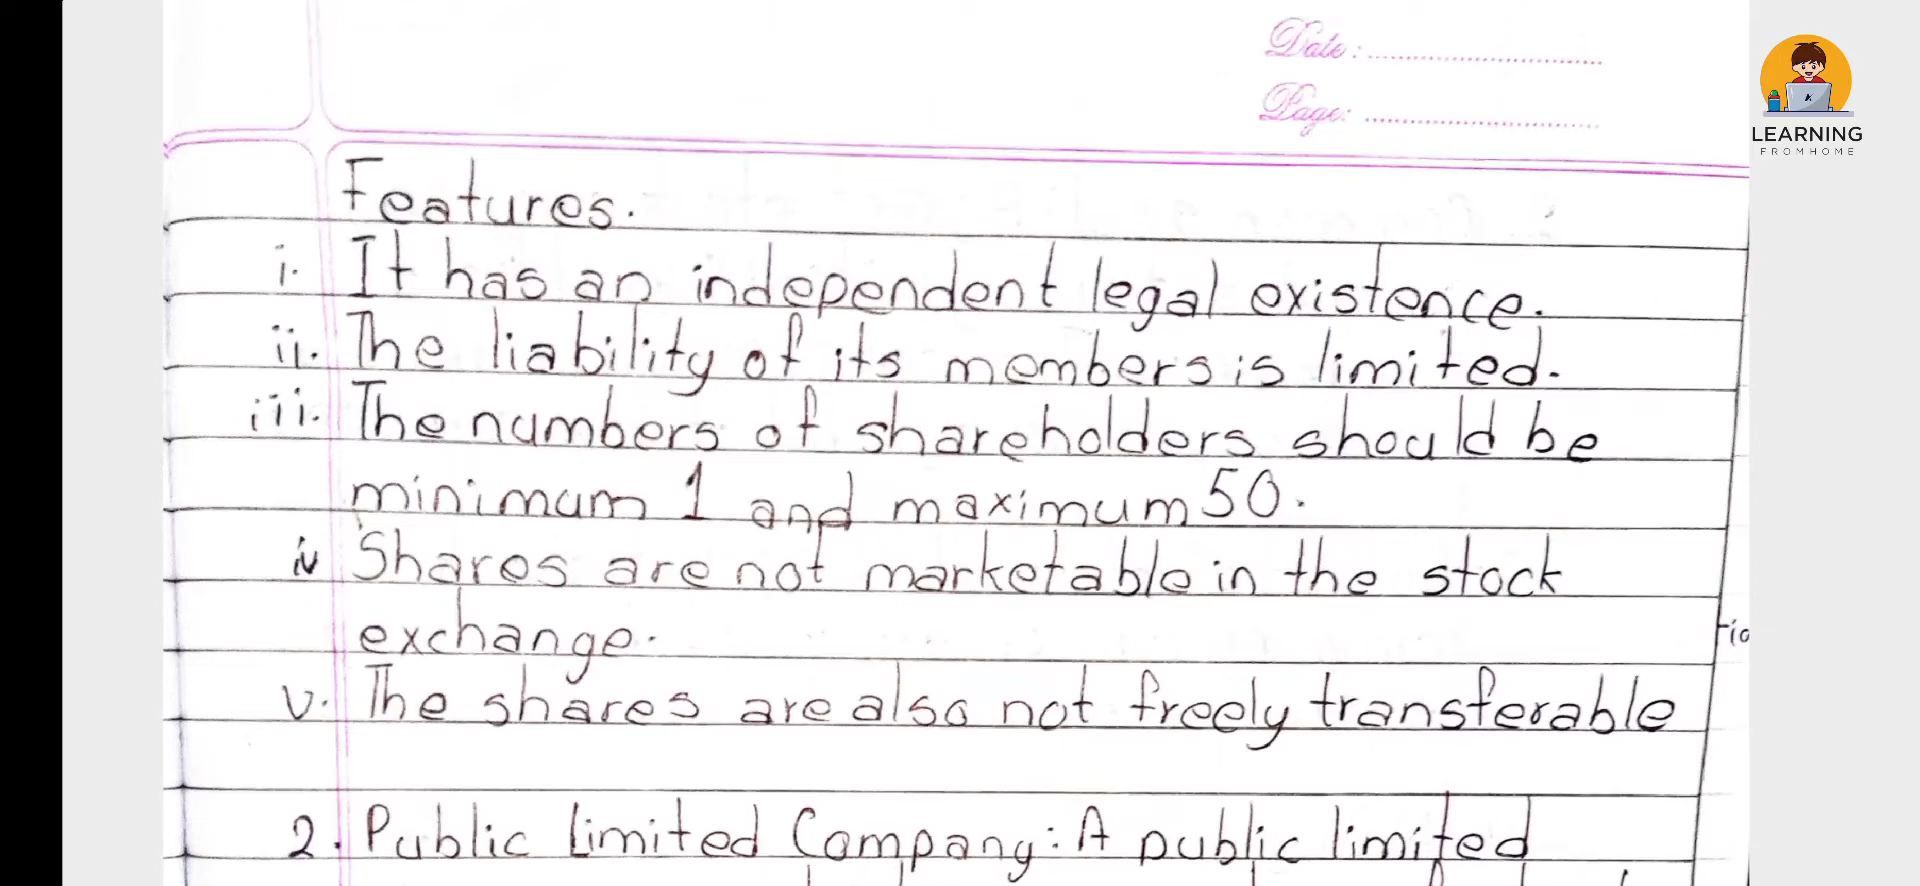 Date:
Page:
LEARNING
FROMHOME
Features.
i. It has an independent legal existence.
ii. The liability of its members is limited.
iii. The numbers of shareholders should be
minimum 1 and maximum 50.
iv Shares are not marketable in the stock
exchange.
v. The shares are also not freely transferable
2. Public Limited Company: A public limited